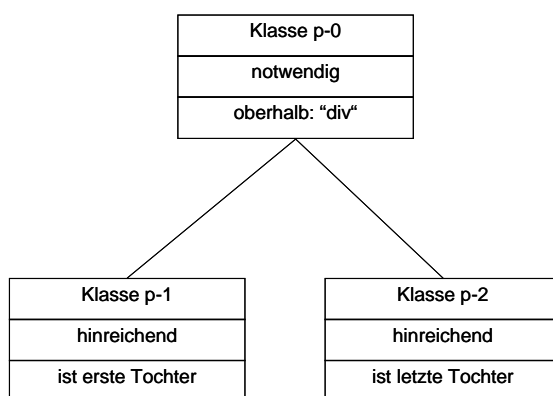 Klasse p-0
notwendig
oberhalb: “div“
Klasse p-1
hinreichend
ist erste Tochter
Klasse p-2
hinreichend
ist letzte Tochter